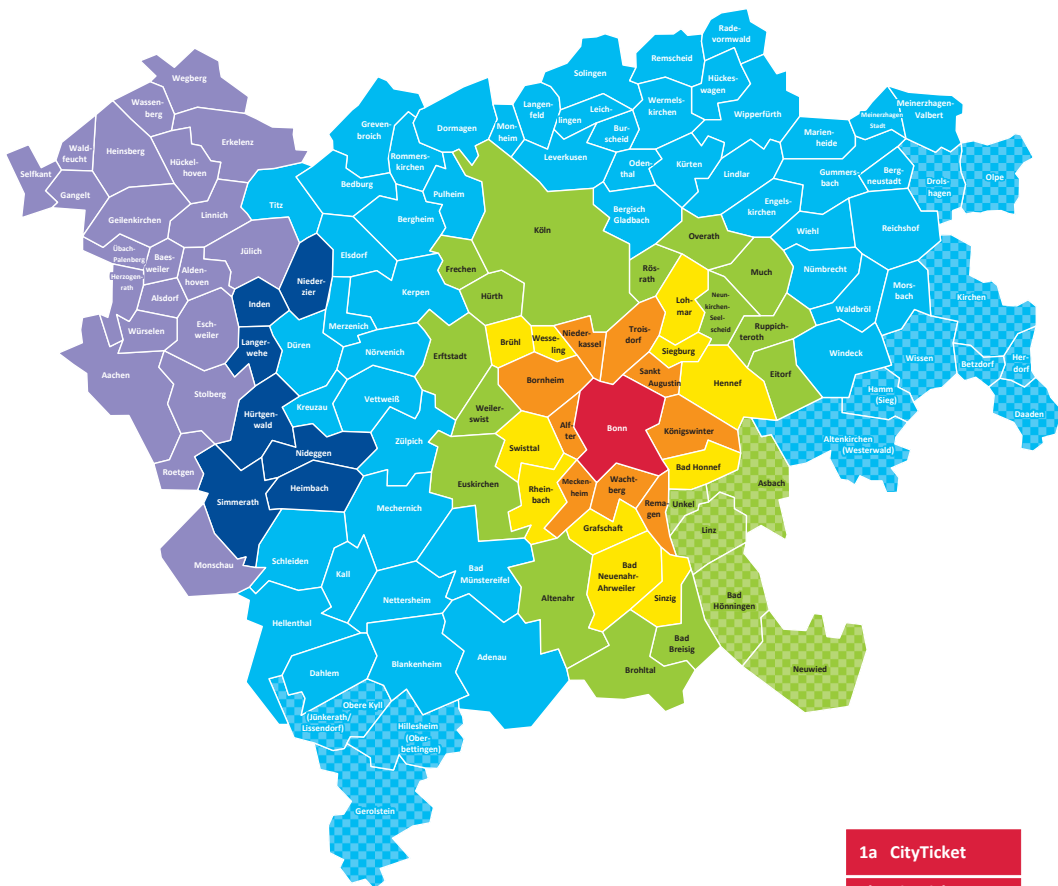 Rade-
vormwald
Wegberg
Remscheid
Solingen
Hückes-
wagen
Wassen-
berg
Langen-
feld
Leich-
lingen
Wermels-
kirchen
Meinerzhagen-
Valbert
Meinerzhagen
Stadt
Greven-
broich
Dormagen
Mon-
heim
Wipperfürth
Erkelenz
Bur-
scheid
Marien-
heide
Wald-
feucht
Heinsberg
Hückel-
hoven
Rommers-
kirchen
Leverkusen
Oden-
thal
Kürten
Lindlar
Gummers-
bach
Berg-
neustadt
Selfkant
Gangelt
Bedburg
Pulheim
Drols-
hagen
Olpe
Titz
Linnich
Geilenkirchen
Bergheim
Bergisch
Gladbach
Engels-
kirchen
Wiehl
Reichshof
Köln
Overath
Übach-
Palenberg
Baes-
weiler
Jülich
Elsdorf
Herzogen-
rath
Alden-
hoven
Frechen
Rös-
rath
Much
Nümbrecht
Nieder-
zier
Mors-
bach
Alsdorf
Inden
Kerpen
Hürth
Loh-
mar
Neun-
kirchen-
Seel-
scheid
Kirchen
Waldbröl
Würselen
Esch-
weiler
Merzenich
Ruppich-
teroth
Langer-
wehe
Düren
Nörvenich
Brühl
Wesse-
ling
Nieder-
kassel
Trois-
dorf
Siegburg
Windeck
Wissen
Betzdorf
Her-
dorf
Erftstadt
Aachen
Sankt
Augustin
Eitorf
Stolberg
Bornheim
Hennef
Hamm
(Sieg)
Daaden
Hürtgen-
wald
Kreuzau
Vettweiß
Weiler-
swist
Alf-
ter
Bonn
Königswinter
Zülpich
Altenkirchen
(Westerwald)
Nideggen
Swisttal
Bad Honnef
Roetgen
Heimbach
Euskirchen
Rhein-
bach
Mecken-
heim
Wacht-
berg
Rema-
gen
Asbach
Simmerath
Mechernich
Unkel
Grafschaft
Linz
Monschau
Schleiden
Kall
Bad
Münstereifel
Bad
Neuenahr-
Ahrweiler
Nettersheim
Altenahr
Sinzig
Bad
Hönningen
Hellenthal
Bad
Breisig
Blankenheim
Adenau
Brohltal
Neuwied
Dahlem
Obere Kyll
(Jünkerath/
Lissendorf)
Hillesheim
(Ober-
bettingen)
Gerolstein
1a CityTicket